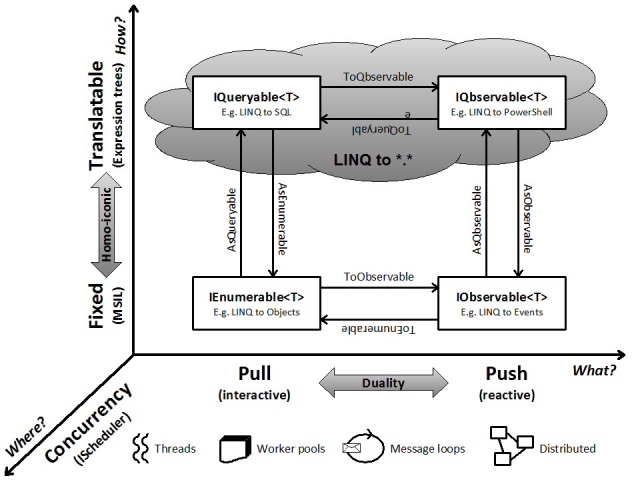 How?
Translatable
(Expression trees)
Homo-iconic
Fixed
(MSIL)
IQueryable<T>
E.g. LINQ to SQL
ToQbservable
IQbservable<T>
E.g. LINQ to PowerShell
ToQueryabl
e
LINQ to *.*
AsQueryable
AsEnumerable
AsQbservable
AsObservable
IEnumerable<T>
E.g. LINQ to Objects
ToObservable
IObservable<T>
E.g. LINQ to Events
ToEnumerable
Pull
(interactive)
Duality
Push
(reactive)
What?
Where?
Concurrency
(IScheduler)
Threads
Worker pools
Message loops
Distributed